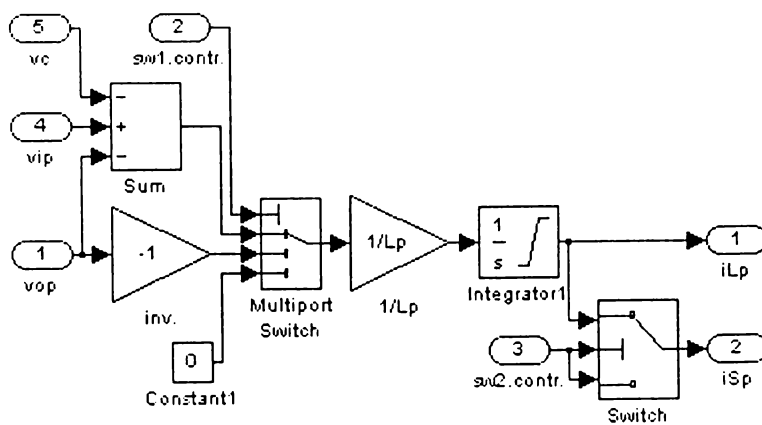 5
vc
2
sw1.contr.
−
4
+
vip
−
Sum
1
vop
-1
inv.
Multiport
Switch
1/Lp
1/Lp
1
s
Integrator1
1
iLp
0
Constant1
3
sw2.contr.
2
iSp
Switch